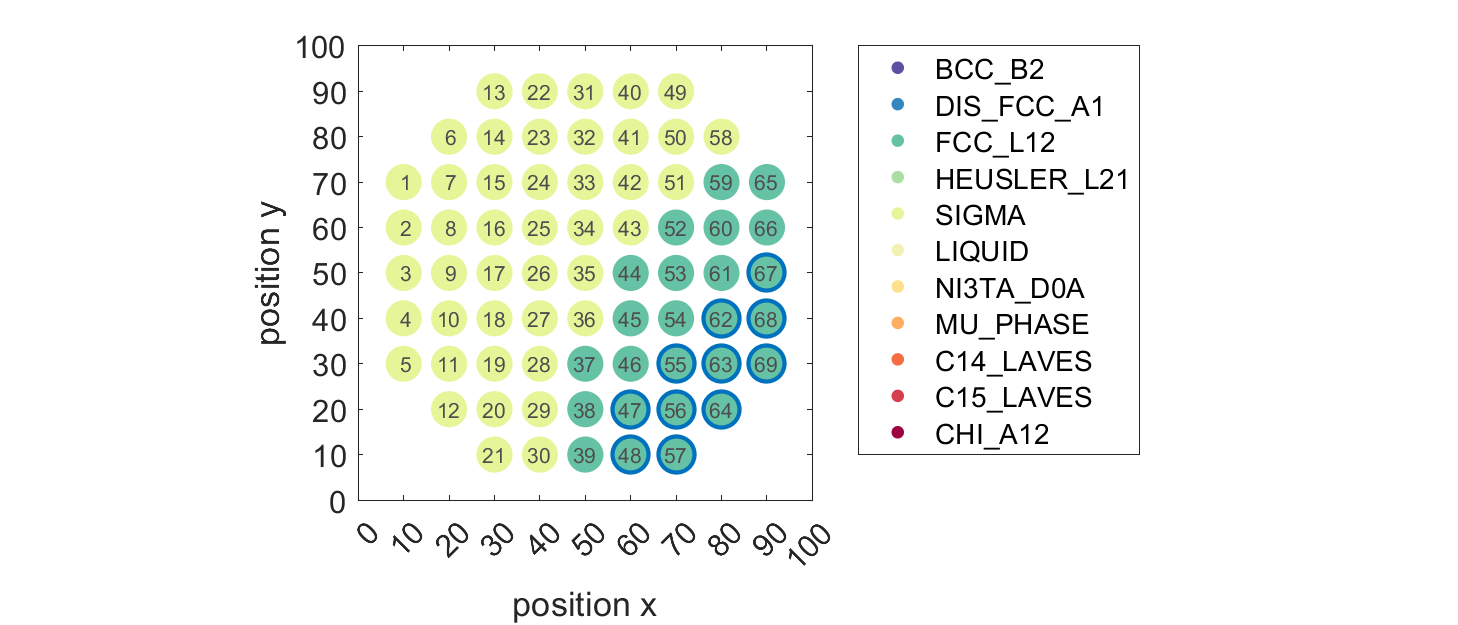 100
90 13 22 31 40 49
80 6 14 23 32 41 50 58
70 1 7 15 24 33 42 51 59 65
60 2 8 16 25 34 43 52 60 66
50 3 9 17 26 35 44 53 61 67
40 4 10 18 27 36 45 54 62 68
30 5 11 19 28 37 46 55 63 69
20 12 20 29 38 47 56 64
10 21 30 39 48 57
0
0 10 20 30 40 50 60 70 80 90 100
position x
position y
BCC_B2
DIS_FCC_A1
FCC_L12
HEUSLER_L21
SIGMA
LIQUID
NI3TA_D0A
MU_PHASE
C14_LAVES
C15_LAVES
CHI_A12